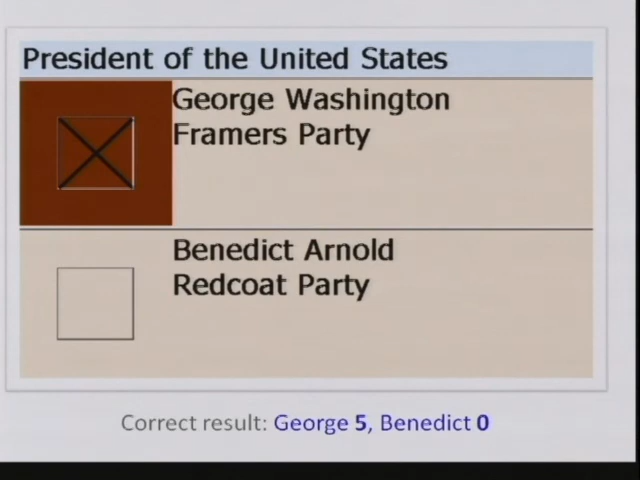 President of the United States
George Washington
Framers Party
Benedict Arnold
Redcoat Party
Correct result: George 5, Benedict 0